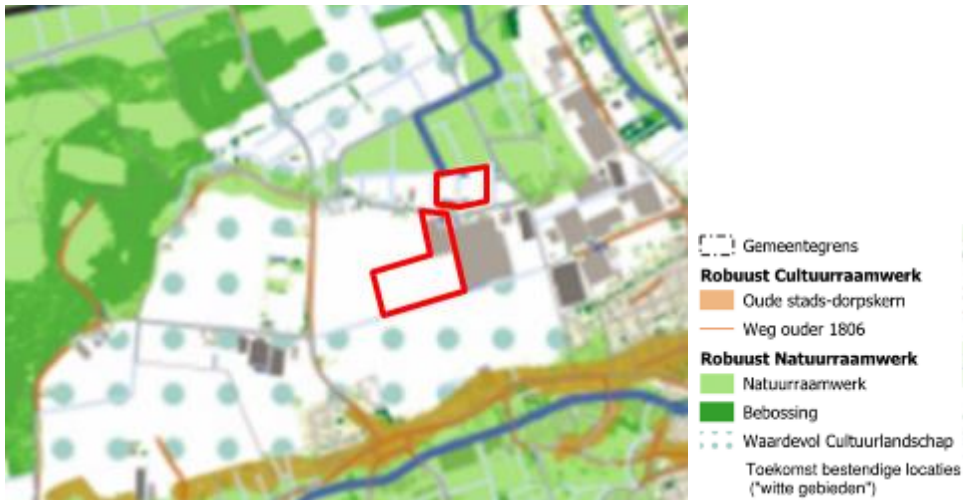 Gemeentegrens
Robuust Cultuurraamwerk
Oude stads-dorpskern
Weg ouder 1806
Robuust Natuurraamwerk
Natuurraamwerk
Bebossing
Waardevol Cultuurlandschap
Toekomst bestendige locaties
("witte gebieden")